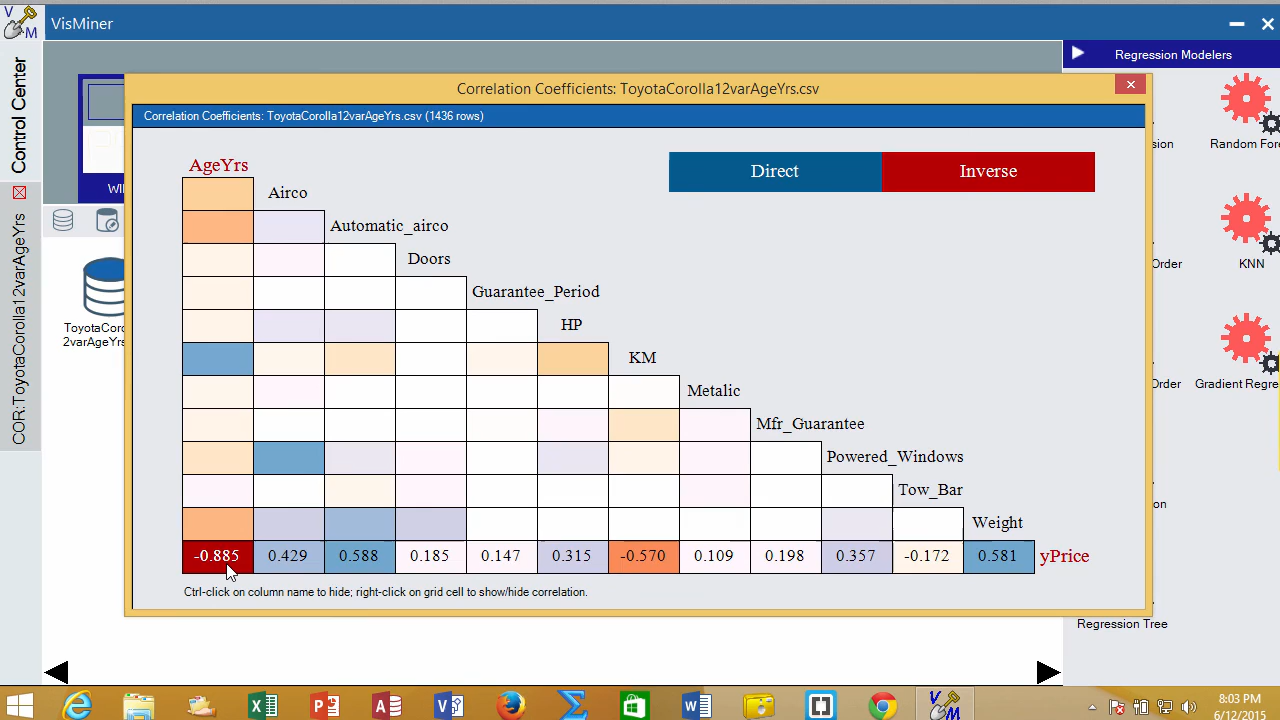 V
M
VisMiner
Control Center
COR:ToyotaCorolla12varAgeYrs
Regression Modelers
Correlation Coefficients: ToyotaCorolla12varAgeYrs.csv
Correlation Coefficients: ToyotaCorolla12varAgeYrs.csv (1436 rows)
Direct
Inverse
AgeYrs
Airco
Automatic_airco
Doors
Guarantee_Period
HP
KM
Metalic
Mfr_Guarantee
Powered_Windows
Tow_Bar
Weight
-0.885 0.429 0.588 0.185 0.147 0.315 -0.570 0.109 0.198 0.357 -0.172 0.581 yPrice
Ctrl-click on column name to hide; right-click on grid cell to show/hide correlation.
ToyotaCoro
2varAgeYrs
Random Fore
KNN
Order
Order
Gradient Regre
Regression Tree
8:03 PM
6/12/2015